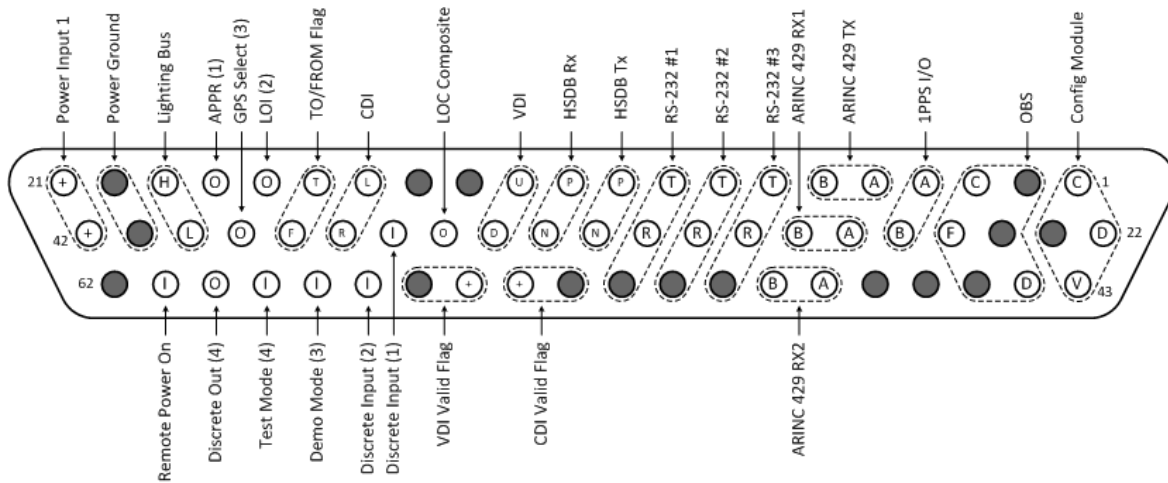 Power Input 1
Power Ground
Lighting Bus
APPR (1)
GPS Select (3)
LOI (2)
TO/FROM Flag
CDI
LOC Composite
VDI
HSDB Rx
HSDB Tx
RS-232 #1
RS-232 #2
RS-232 #3
ARINC 429 RX1
ARINC 429 TX
1PPS I/O
OBS
Config Module
21 + H O O T L U P P T T T B A A C C 1
42 + L O F R I O D N N R R R B A B F D 22
62 I O I I I + + B A D V 43
Remote Power On
Discrete Out (4)
Test Mode (4)
Demo Mode (3)
Discrete Input (2)
Discrete Input (1)
VDI Valid Flag
CDI Valid Flag
ARINC 429 RX2